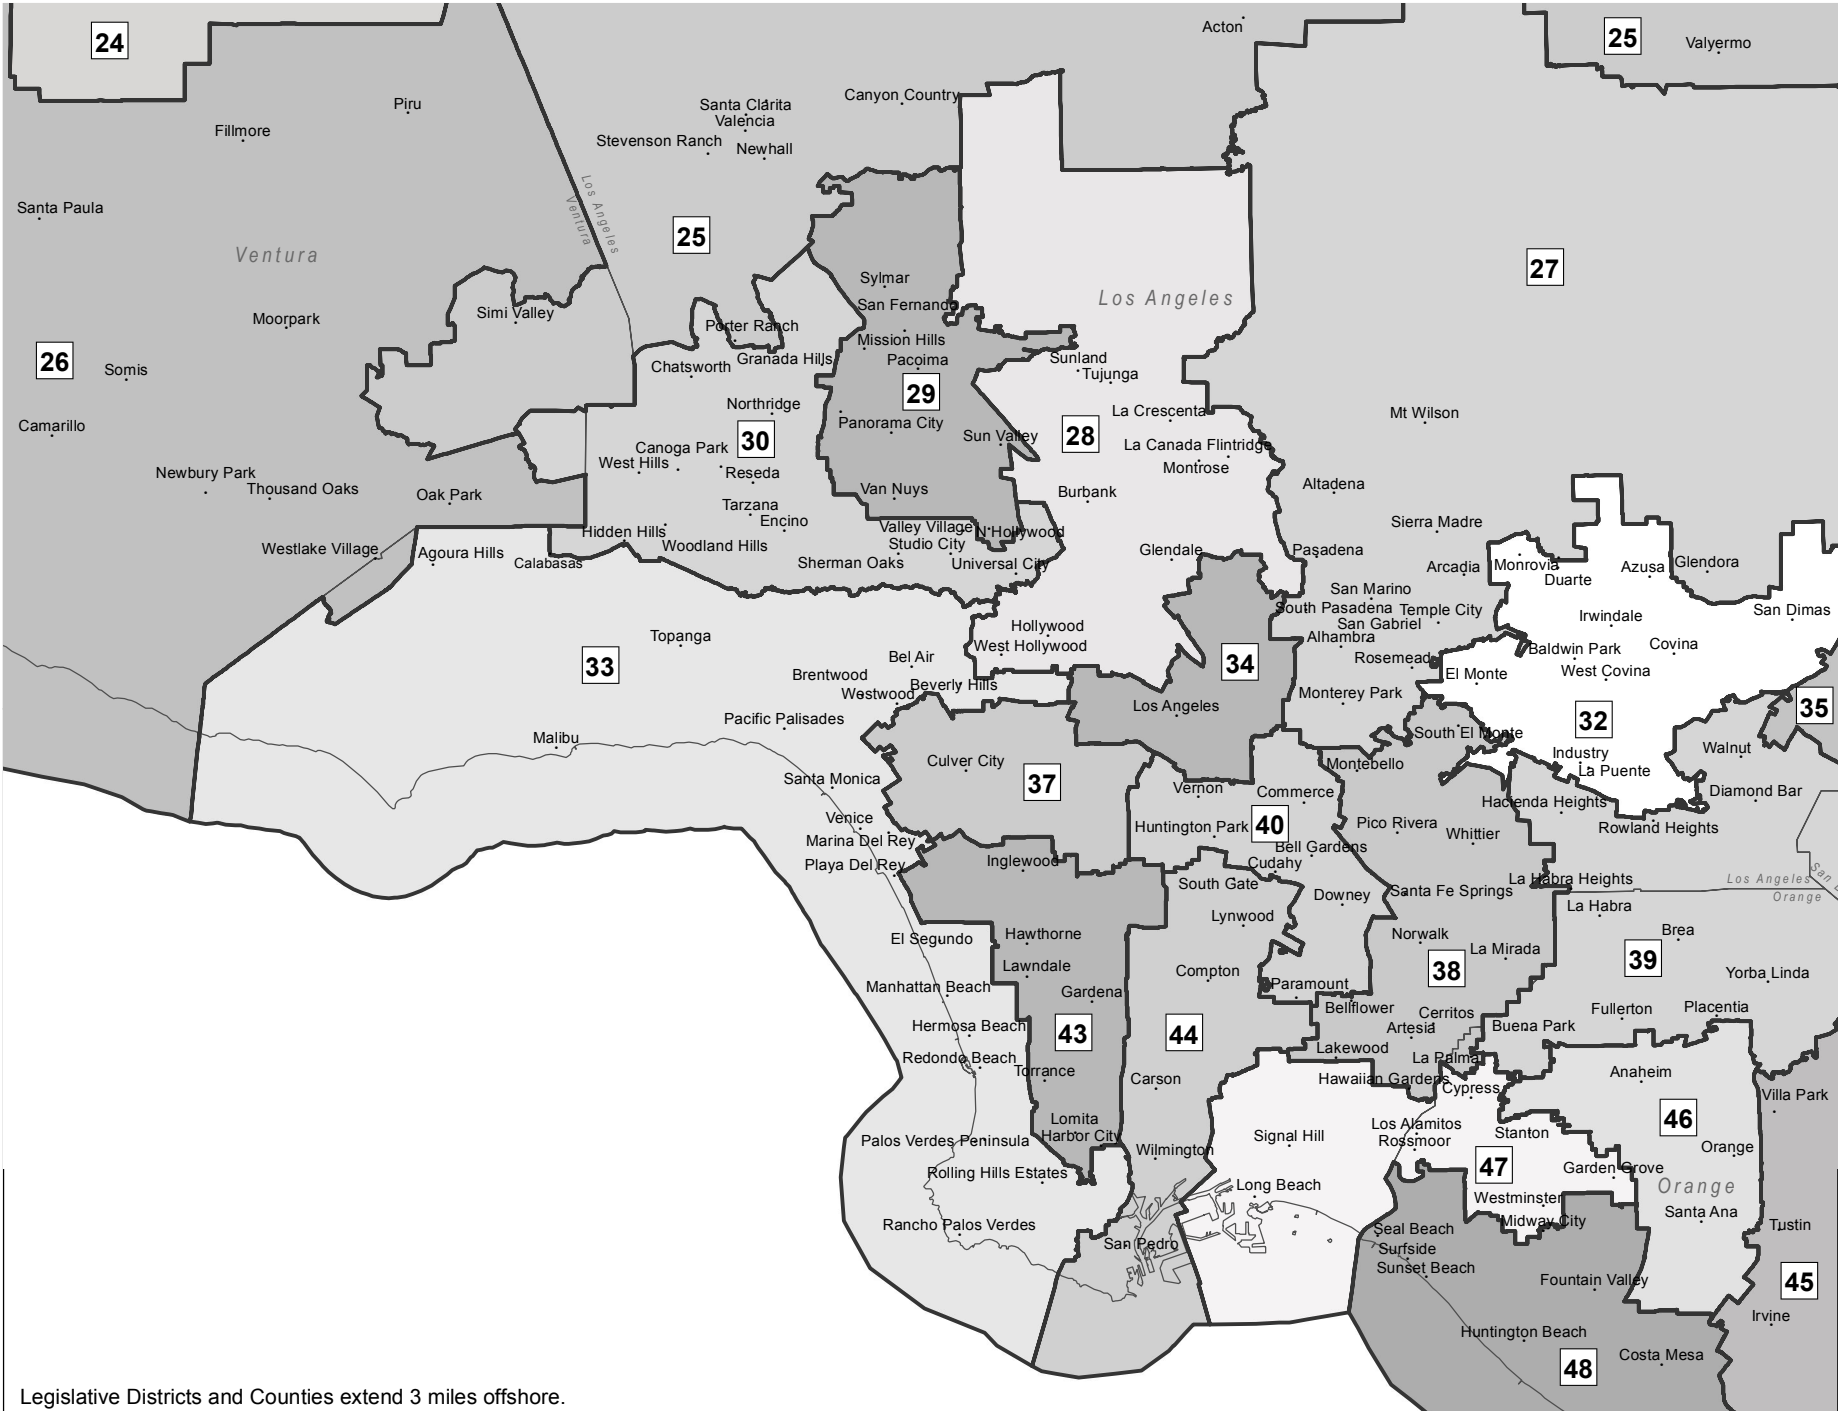 24
Acton
25
Valyermo
Piru
Santa Clarita
Canyon Country
Valencia
Fillmore
Stevenson Ranch
Newhall
Los Angeles
Ventura
Santa Paula
25
Ventura
27
Sylmar
Los Angeles
San Fernando
Simi Valley
Moorpark
Porter Ranch
Mission Hills
26
Somis
Chatsworth
Granada Hills
Pacoima
Sunland
Tujunga
29
Northridge
La Crescenta
Mt Wilson
Camarillo
Panorama City
28
30
Sun Valley
Canoga Park
La Canada Flintridge
West Hills
Montrose
Newbury Park
Reseda
Thousand Oaks
Oak Park
Van Nuys
Burbank
Altadena
Tarzana
Encino
Sierra Madre
Hidden Hills
Valley Village
N Hollywood
Woodland Hills
Studio City
Westlake Village
Agoura Hills
Calabasas
Sherman Oaks
Universal City
Glendale
Pasadena
Arcadia
Monrovia
Duarte
Azusa
Glendora
San Marino
South Pasadena
Temple City
San Gabriel
Irwindale
San Dimas
Hollywood
Topanga
West Hollywood
Alhambra
Baldwin Park
Covina
33
Bel Air
34
Rosemead
El Monte
West Covina
Brentwood
Beverly Hills
Westwood
Monterey Park
Los Angeles
35
Pacific Palisades
32
Malibu
South El Monte
Walnut
Culver City
Industry
Montebello
La Puente
Santa Monica
37
Vernon
Commerce
Diamond Bar
Hacienda Heights
Venice
Huntington Park
40
Pico Rivera
Whittier
Rowland Heights
Marina Del Rey
Bell Gardens
Playa Del Rey
Inglewood
Cudahy
South Gate
La Habra Heights
Los Angeles
Orange
Downey
Santa Fe Springs
La Habra
Lynwood
El Segundo
Hawthorne
Norwalk
La Mirada
Brea
Lawndale
Compton
38
39
Yorba Linda
Manhattan Beach
Gardena
Paramount
Bellflower
Cerritos
Fullerton
Placentia
Hermosa Beach
43
44
Artesia
Buena Park
Redondo Beach
Lakewood
La Palma
Torrance
Carson
Hawaiian Gardens
Cypress
Anaheim
Villa Park
Lomita
Harbor City
Los Alamitos
46
Palos Verdes Peninsula
Signal Hill
Rossmoor
Stanton
Wilmington
Orange
Rolling Hills Estates
47
Garden Grove
Long Beach
Westminster
Orange
Rancho Palos Verdes
Midway City
Santa Ana
San Pedro
Seal Beach
Tustin
Surfside
Sunset Beach
Fountain Valley
45
Irvine
Huntington Beach
48
Costa Mesa
Legislative Districts and Counties extend 3 miles offshore.